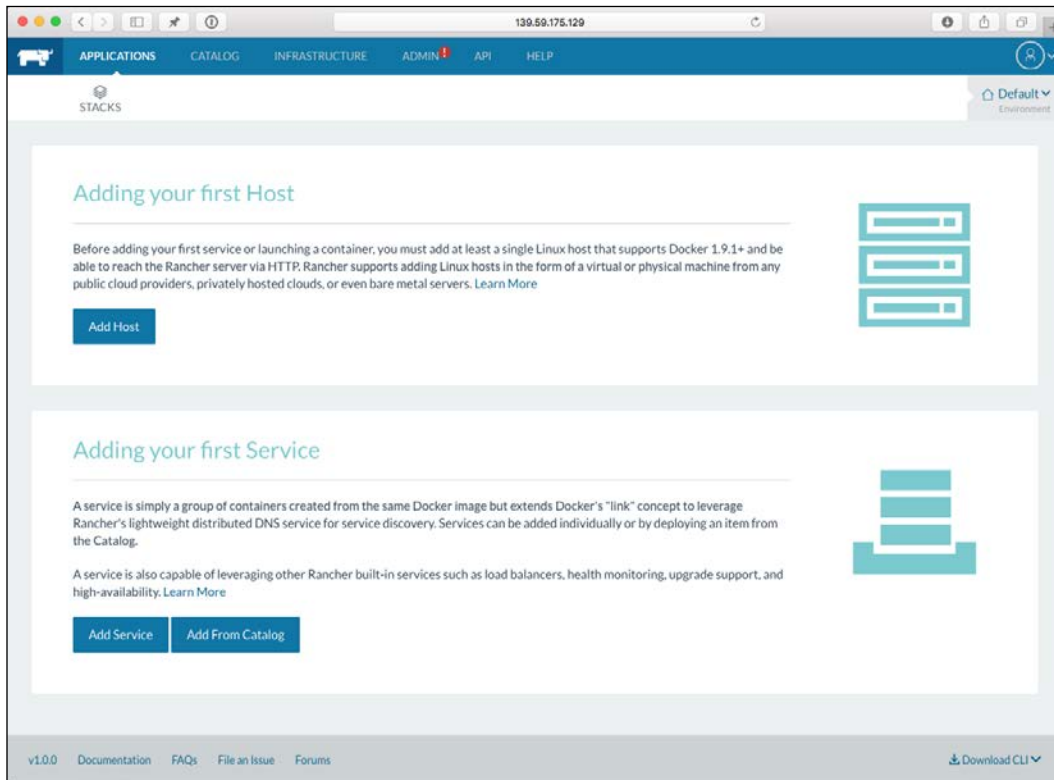 139.59.175.129
APPLICATIONS CATALOG INFRASTRUCTURE ADMIN ! API HELP
STACKS
Default
Environment
Adding your first Host
Before adding your first service or launching a container, you must add at least a single Linux host that supports Docker 1.9.1+ and be
able to reach the Rancher server via HTTP. Rancher supports adding Linux hosts in the form of a virtual or physical machine from any
public cloud providers, privately hosted clouds, or even bare metal servers. Learn More
Add Host
Adding your first Service
A service is simply a group of containers created from the same Docker image but extends Docker's "link" concept to leverage
Rancher's lightweight distributed DNS service for service discovery. Services can be added individually or by deploying an item from
the Catalog.
A service is also capable of leveraging other Rancher built-in services such as load balancers, health monitoring, upgrade support, and
high-availability. Learn More
Add Service Add From Catalog
v1.0.0 Documentation FAQs File an Issue Forums Download CLI